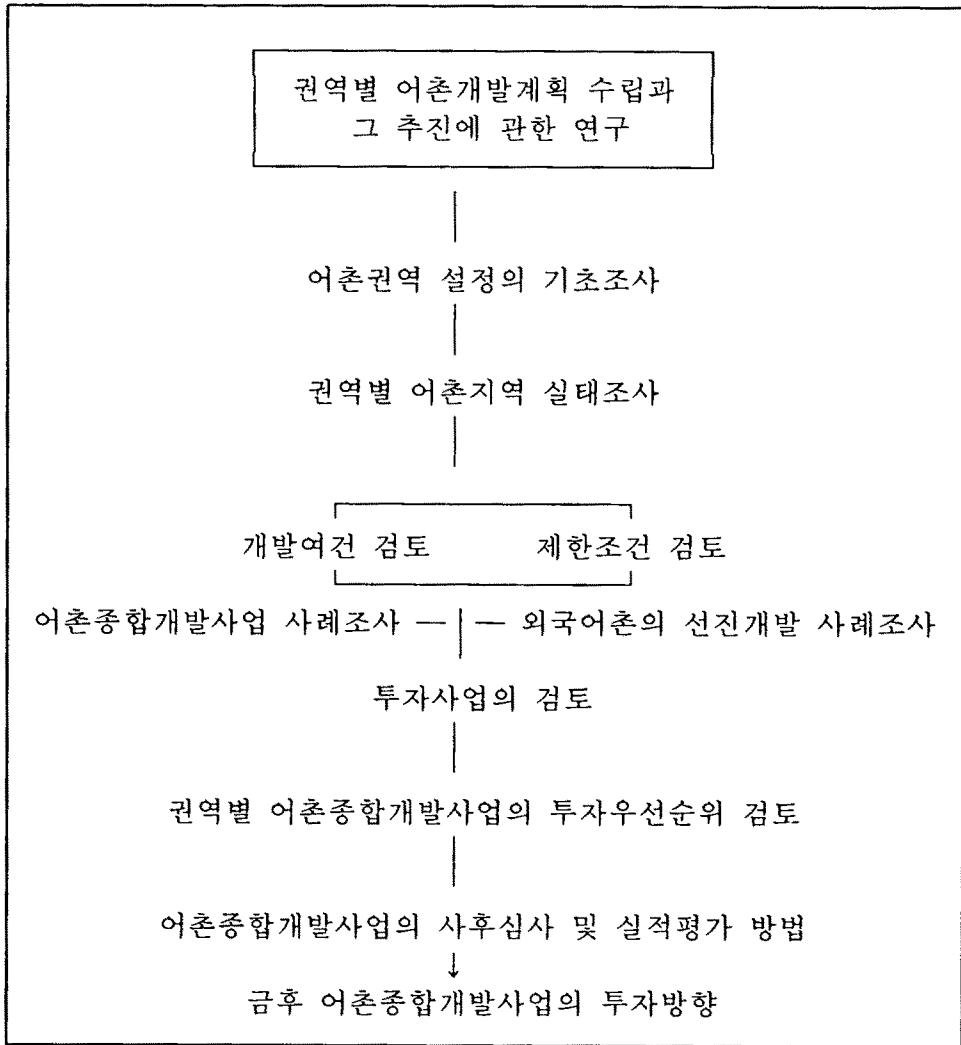 권역별 어촌개발계획 수립과
그 추진에 관한 연구
어촌권역 설정의 기초조사
권역별 어촌지역 실태조사
개발여건 검토 제한조건 검토
어촌종합개발사업 사례조사 외국어촌의 선진개발 사례조사
투자사업의 검토
권역별 어촌종합개발사업의 투자우선순위 검토
어촌종합개발사업의 사후심사 및 실적평가 방법
↓
금후 어촌종합개발사업의 투자방향